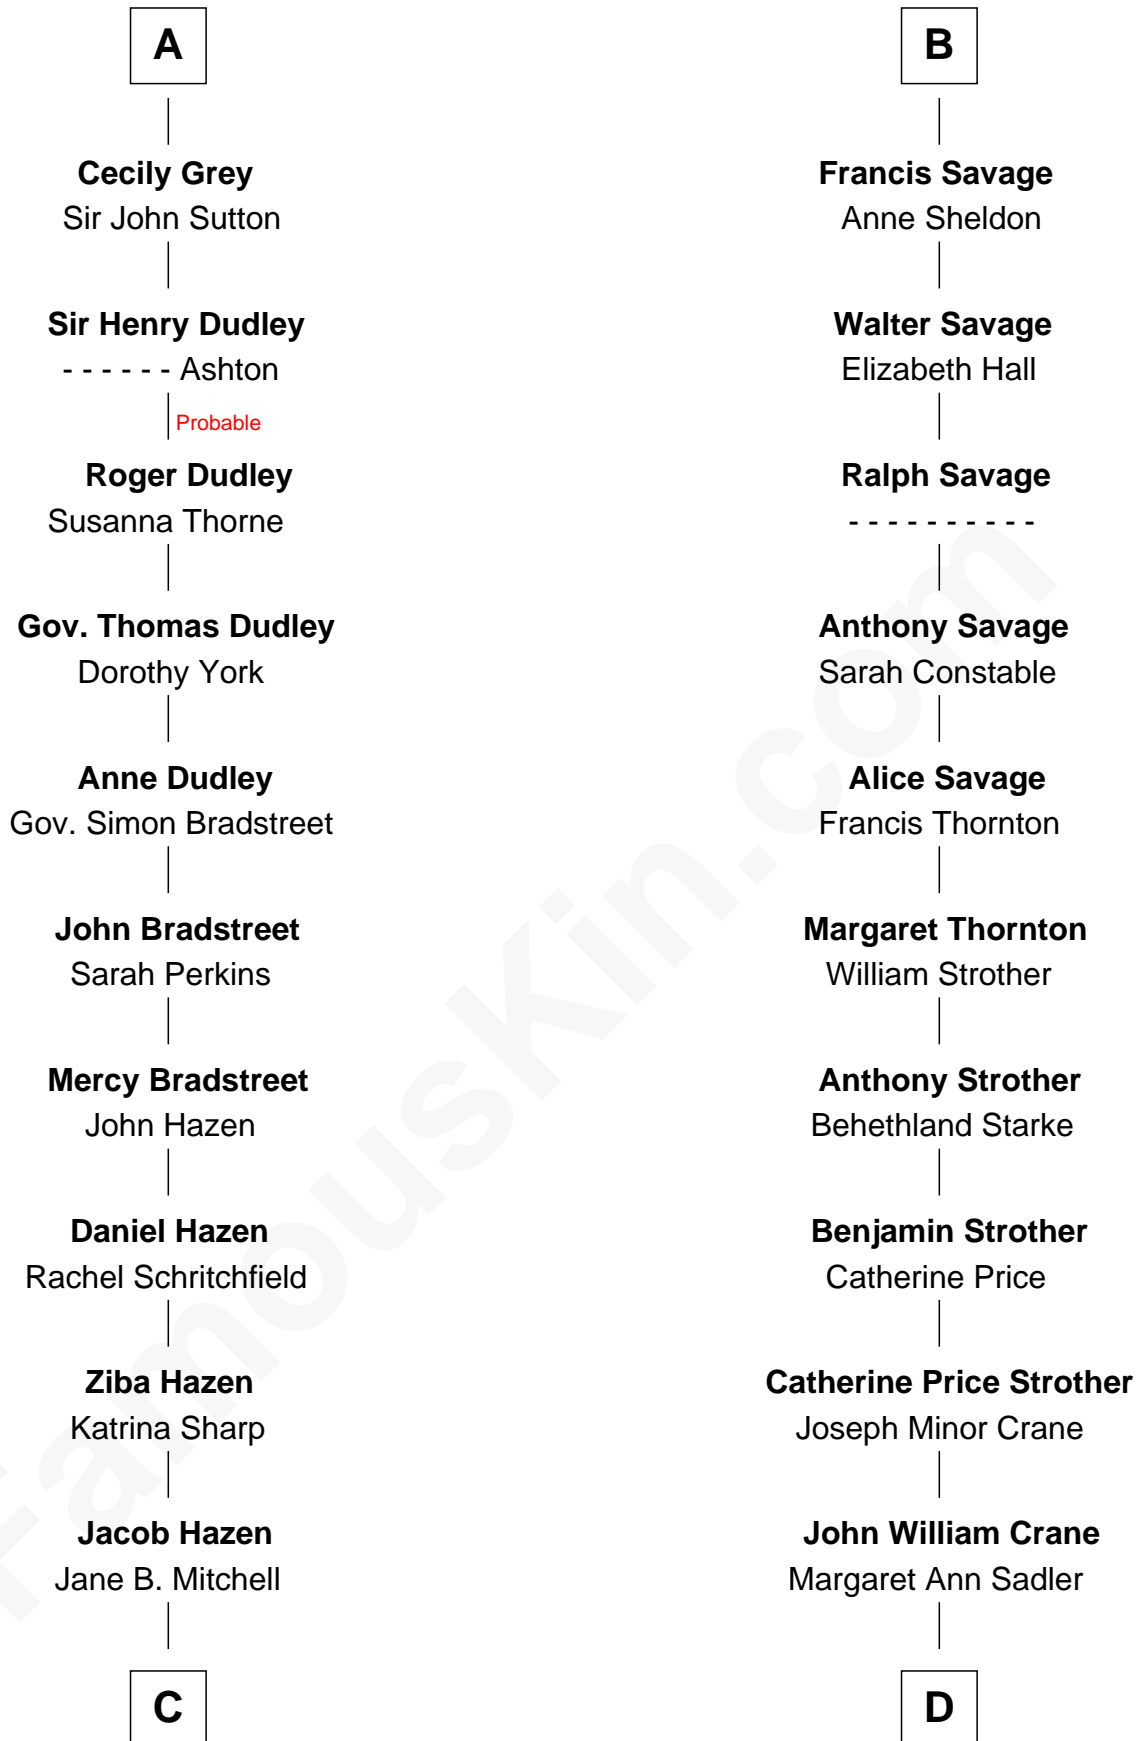 A
Cecily Grey
Sir John Sutton
Sir Henry Dudley
- - - - - - Ashton
Probable
Roger Dudley
Susanna Thorne
Gov. Thomas Dudley
Dorothy York
Anne Dudley
Gov. Simon Bradstreet
John Bradstreet
Sarah Perkins
Mercy Bradstreet
John Hazen
Daniel Hazen
Rachel Schritchfield
Ziba Hazen
Katrina Sharp
Jacob Hazen
Jane B. Mitchell
C
B
Francis Savage
Anne Sheldon
Walter Savage
Elizabeth Hall
Ralph Savage
- - - - - - - - - -
Anthony Savage
Sarah Constable
Alice Savage
Francis Thornton
Margaret Thornton
William Strother
Anthony Strother
Behethland Starke
Benjamin Strother
Catherine Price
Catherine Price Strother
Joseph Minor Crane
John William Crane
Margaret Ann Sadler
D
FamousKin.com